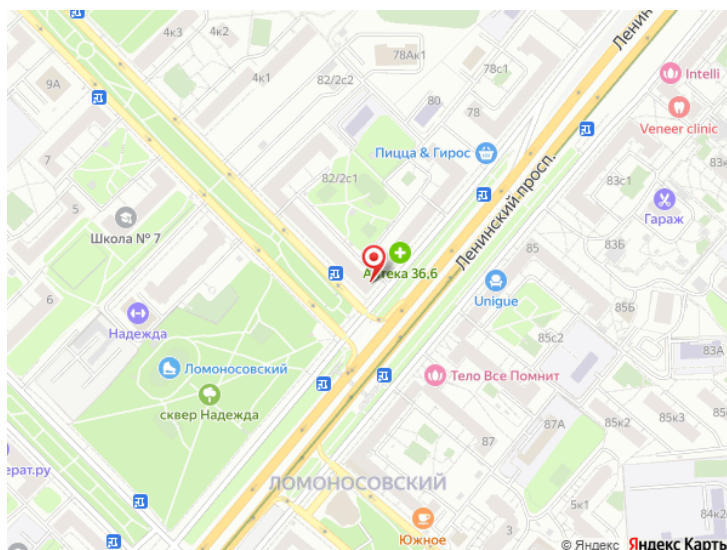 4к3
4к2
78Ак1
Ленин
9А
4к1
82/2с2
78с1
Intelli
80
78
Veneer clinic
Пицца & Гирос
83к
7
82/2с1
83с1
Ленинский просп.
5
Школа № 7
Гараж
83Б
85
Аптека 36,6
6
Unigue
Надежда
85с2
83А
Ломоносовский
Тело Все Помнит
сквер Надежда
85к2
85к3
87А
87
ерат.ру
ЛОМОНОСОВСКИЙ
5к1
84к2
Южное
3
© Яндекс Яндекс Карты